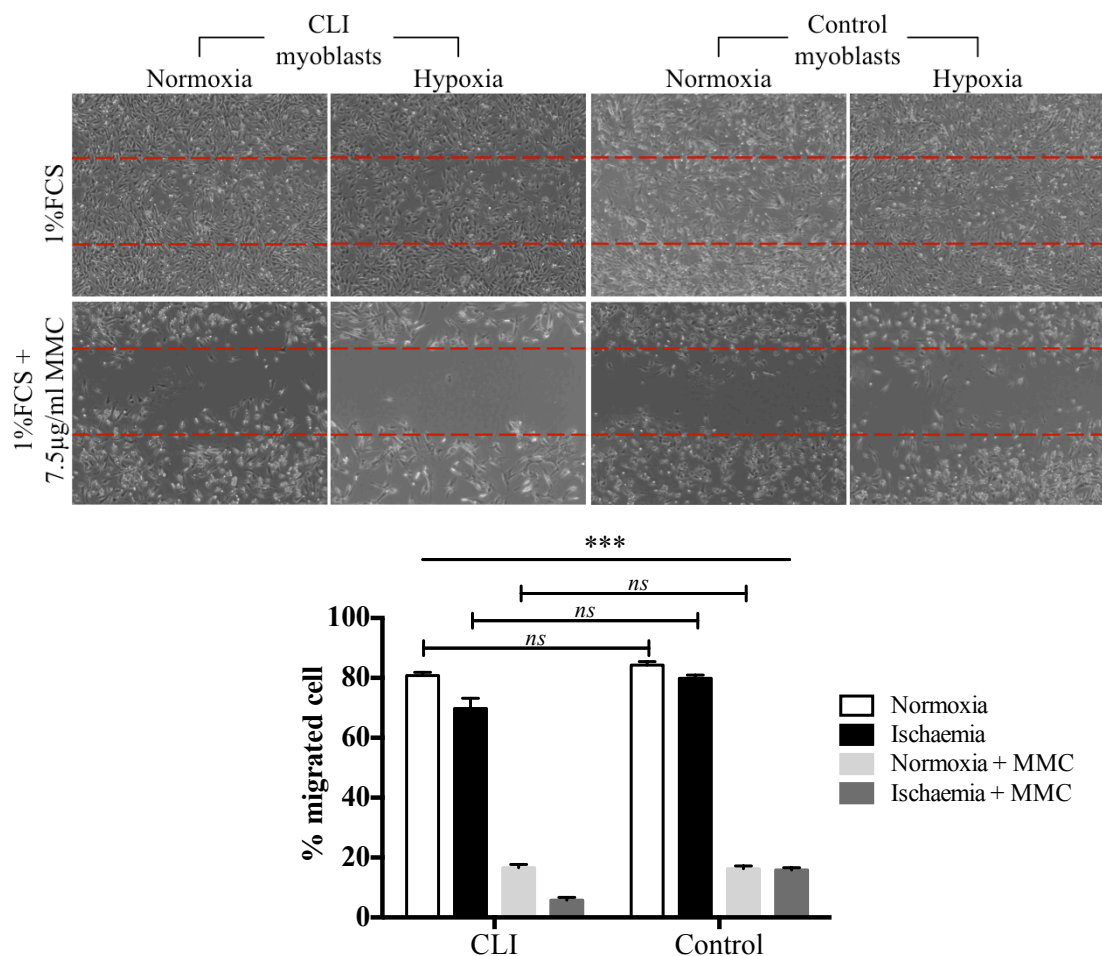 CLI
myoblasts
Control
myoblasts
Normoxia
Hypoxia
Normoxia
Hypoxia
1%FCS
1%FCS +
7.5µg/ml MMC
***
ns
ns
ns
% migrated cell
100
80
60
40
20
0
CLI
Control
Normoxia
Ischaemia
Normoxia + MMC
Ischaemia + MMC